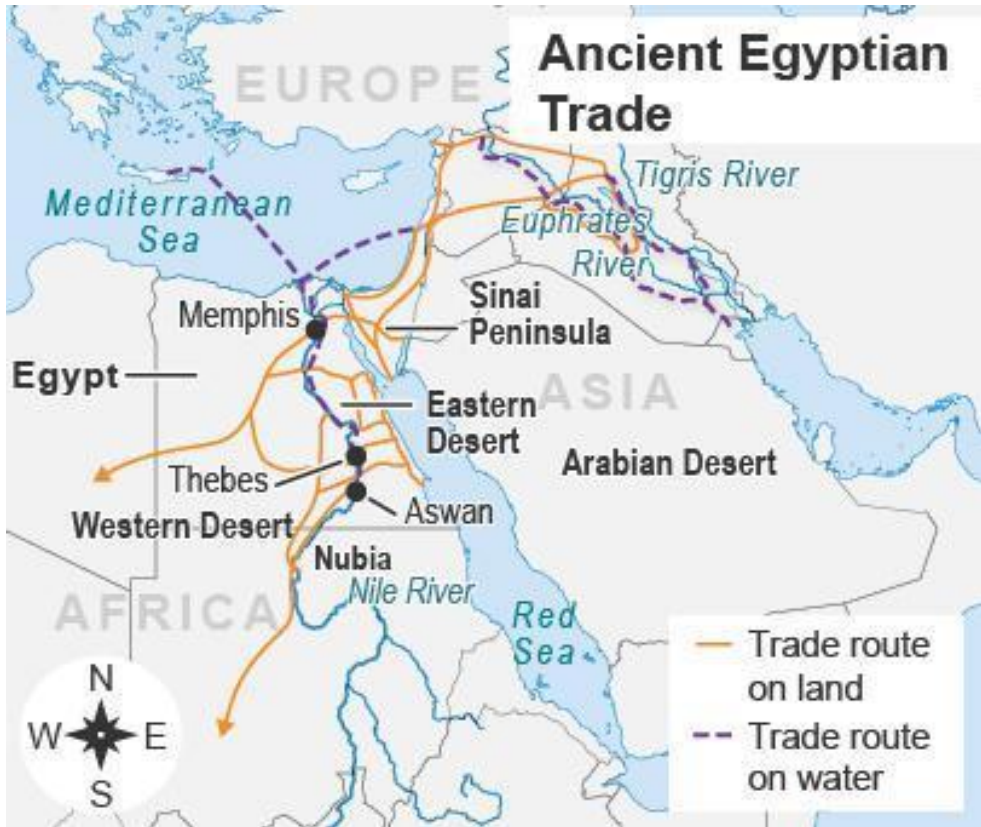 Ancient Egyptian
Trade
EUROPE
Tigris River
Mediterranean
Sea
Euphrates
River
Memphis
Sinai
Peninsula
Egypt
ASIA
Eastern
Desert
Arabian Desert
Thebes
Western Desert
Aswan
Nubia
Nile River
AFRICA
Red
Sea
Trade route
on land
Trade route
on water
N
W
E
S